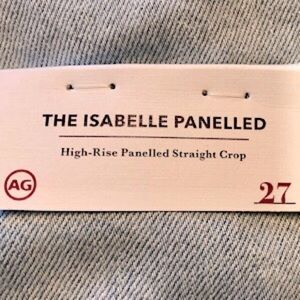 THE ISABELLE PANELLED
High-Rise Panelled Straight Crop
AG
27